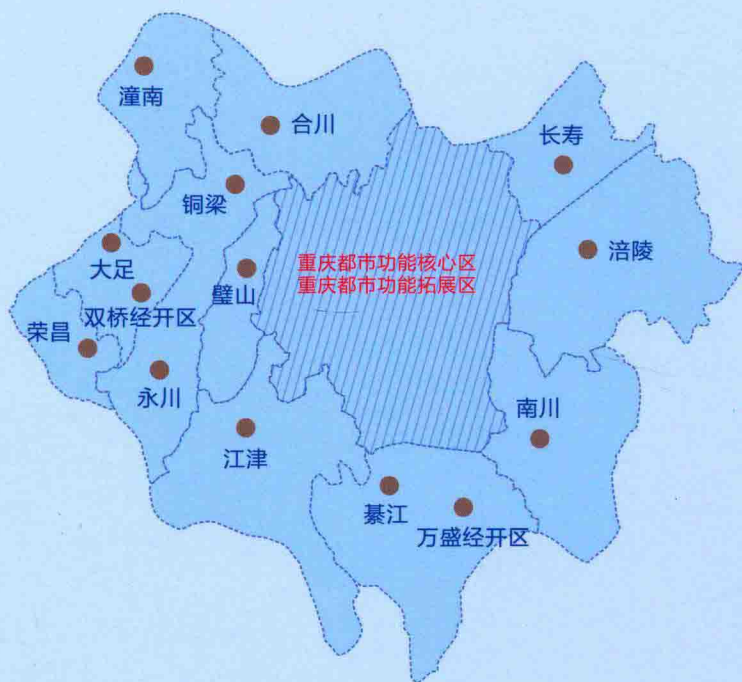 潼南
合川
长寿
铜梁
涪陵
大足
重庆都市功能核心区
璧山
重庆都市功能拓展区
双桥经开区
荣昌
永川
南川
江津
綦江
万盛经开区